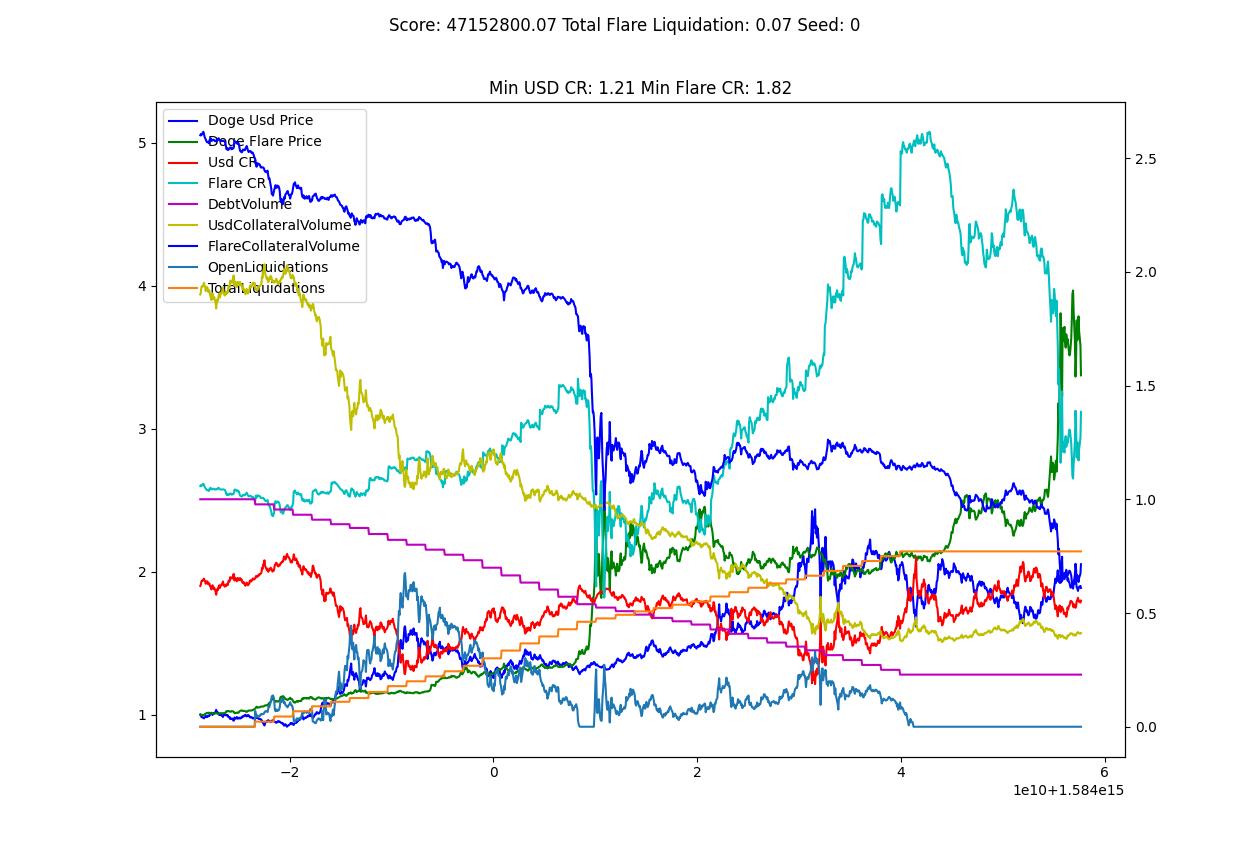 Score: 47152800.07 Total Flare Liquidation: 0.07 Seed: 0
Min USD CR: 1.21 Min Flare CR: 1.82
Doge Usd Price
Doge Flare Price
Usd CR
Flare CR
DebtVolume
UsdCollateralVolume
FlareCollateralVolume
OpenLiquidations
TotalLiquidations
5
4
3
2
1
2.5
2.0
1.5
1.0
0.5
0.0
−2
0
2
4
6
1e10+1.584e15